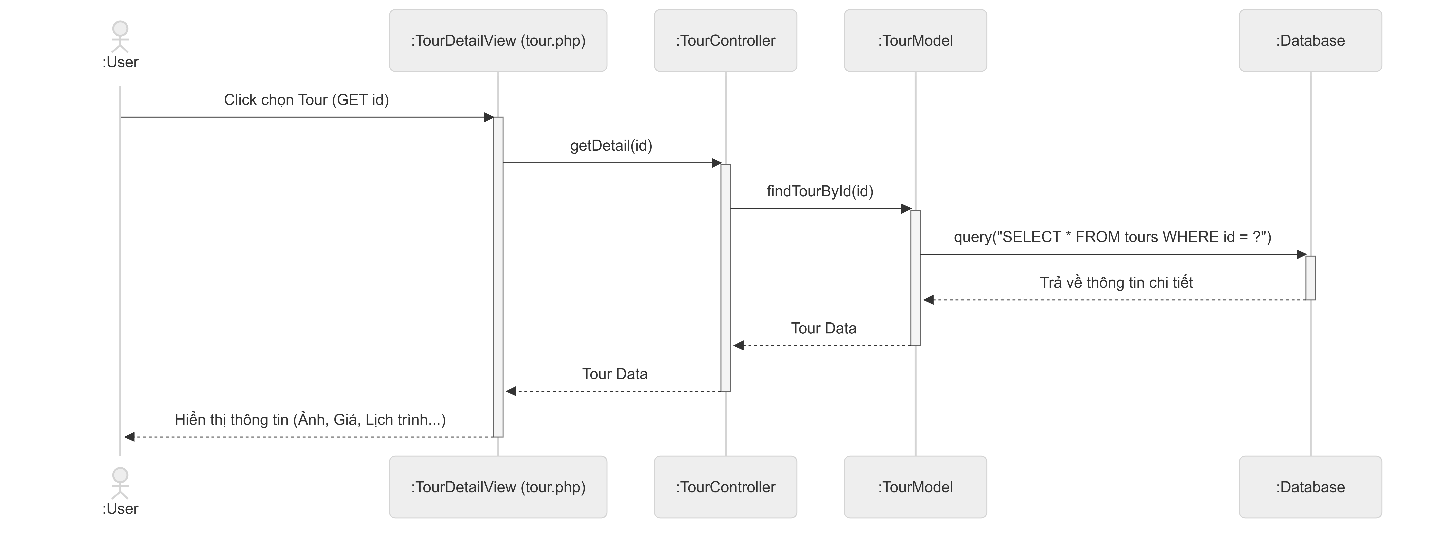 :User
:TourDetailView (tour.php)
:TourController
:TourModel
:Database
Click chọn Tour (GET id)
getDetail(id)
findTourById(id)
query("SELECT * FROM tours WHERE id = ?")
Trả về thông tin chi tiết
Tour Data
Tour Data
Hiển thị thông tin (Ảnh, Giá, Lịch trình...)
:User
:TourDetailView (tour.php)
:TourController
:TourModel
:Database